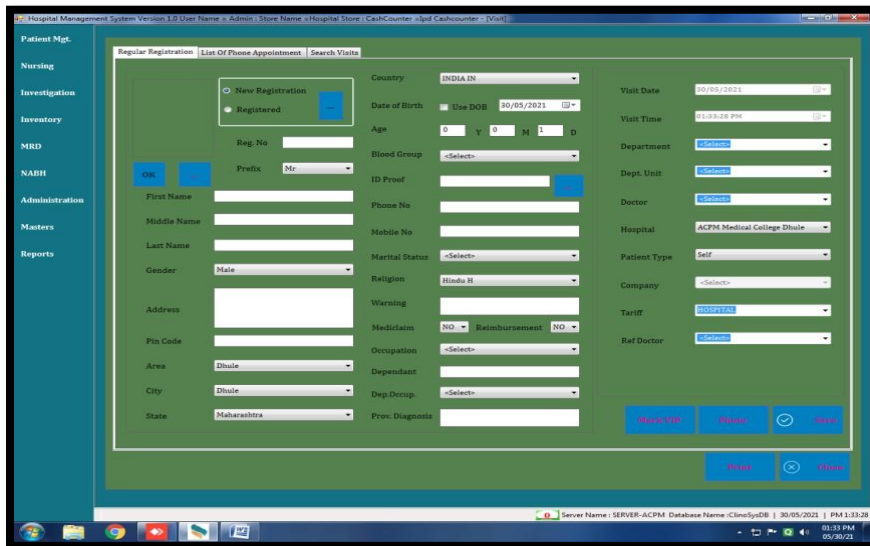 Hospital Management System Version 1.0 User Name = Admin : Store Name =Hospital Store : CashCounter =Ipd Cashcounter - [Visit]
Patient Mgt.
Nursing
Investigation
Inventory
MRD
NABH
Administration
Masters
Reports
Regular Registration List Of Phone Appointment Search Visits
New Registration
Registered
...
Reg. No
OK ...
Prefix Mr
First Name
Middle Name
Last Name
Gender Male
Address
Pin Code
Area Dhule
City Dhule
State Maharashtra
Country INDIA IN
Date of Birth Use DOB 30/05/2021
Age 0 Y 0 M 1 D
Blood Group <Select>
ID Proof ...
Phone No
Mobile No
Marital Status <Select>
Religion Hindu H
Warning
Mediclaim NO Reimbursement NO
Occupation <Select>
Dependant
Dep.Occup. <Select>
Prov. Diagnosis
Visit Date 30/05/2021
Visit Time 01:33:28 PM
Department <Select>
Dept. Unit <Select>
Doctor <Select>
Hospital ACPM Medical College Dhule
Patient Type Self
Company <Select>
Tariff HOSPITAL
Ref Doctor <Select>
Mark VIP Save
Print Close
0 Server Name : SERVER-ACPM Database Name :ClinoSysDB | 30/05/2021 | PM 1:33:28
01:33 PM
05/30/21